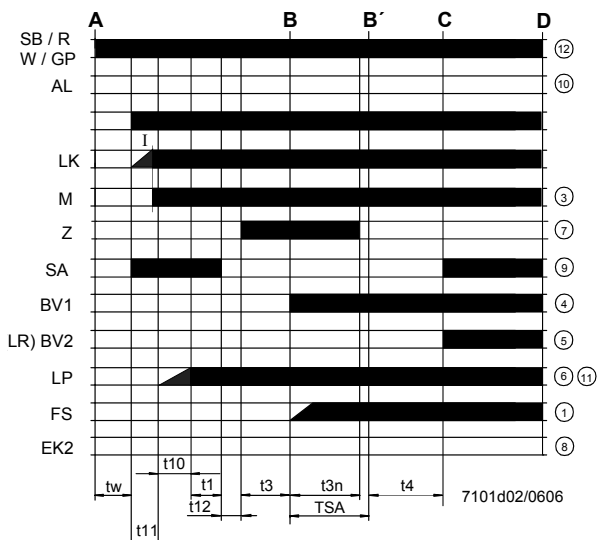 A B B´ C D
SB / R
W / GP ⑫
AL ⑩
I
LK
M ③
Z ⑦
SA ⑨
BV1 ④
LR) BV2 ⑤
LP ⑥ ⑪
FS ①
EK2 ⑧
t10
tw t1 t3 t3n t4
7101d02/0606
t12 TSA
t11